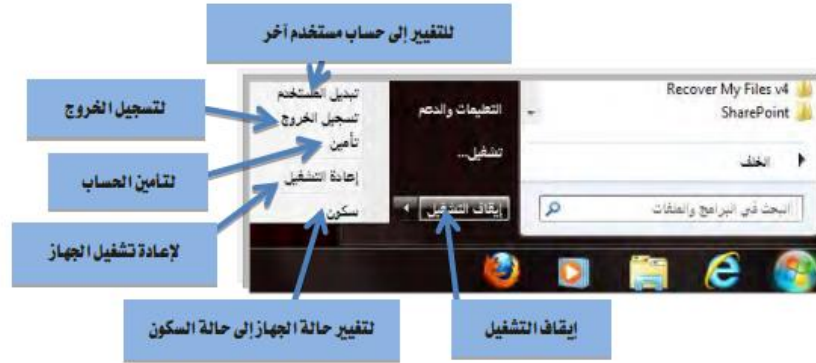 للتغيير إلى حساب مستخدم آخر
لتسجيل الخروج
لتأمين الحساب
لإعادة تشغيل الجهاز
لتغيير حالة الجهاز إلى حالة السكون
إيقاف التشغيل
تبديل المستخدم
تسجيل الخروج
تأمين
إعادة التشغيل
سكون
التعليمات والدعم
تشغيل...
إيقاف التشغيل
Recover My Files v4
SharePoint
الخلف
البحث في البرامج والملفات